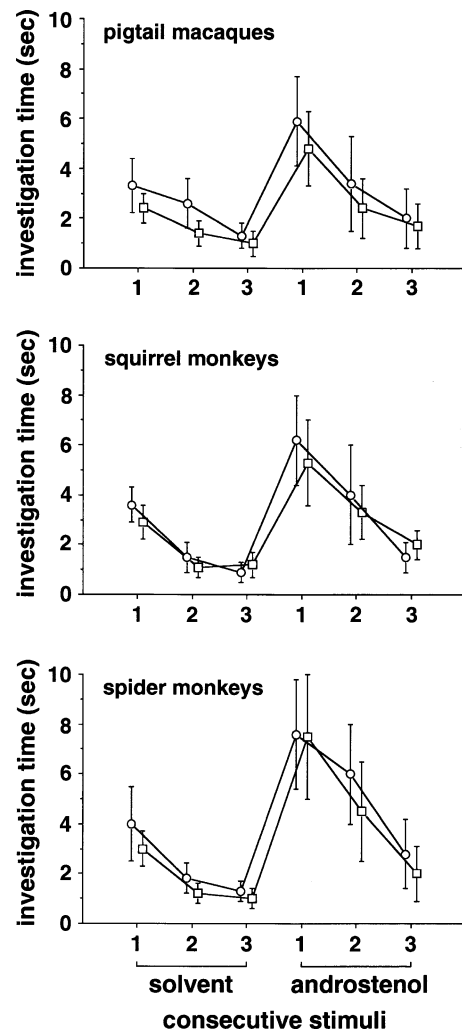 pigtail macaques
investigation time (sec)
10
8
6
4
2
0
1 2 3 1 2 3
squirrel monkeys
investigation time (sec)
10
8
6
4
2
0
1 2 3 1 2 3
spider monkeys
investigation time (sec)
10
8
6
4
2
0
1 2 3 1 2 3
solvent androstenol
consecutive stimuli